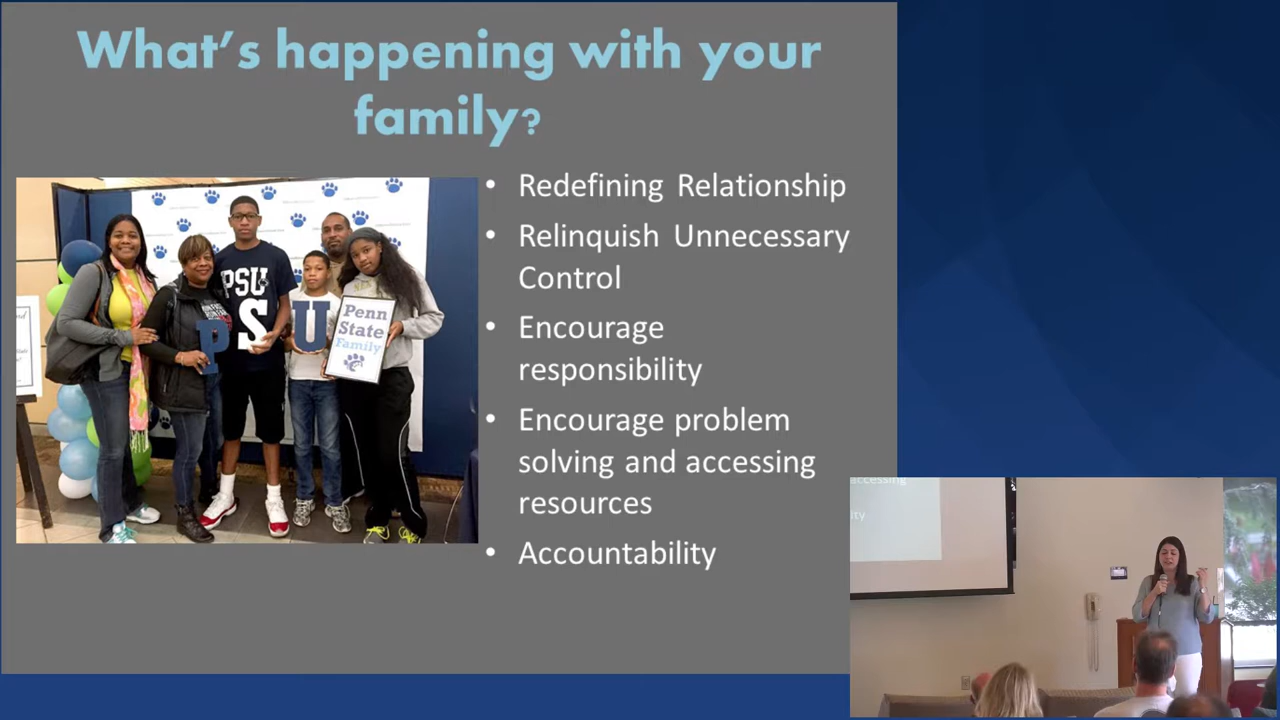 What's happening with your
family?
• Redefining Relationship
• Relinquish Unnecessary
Control
• Encourage
responsibility
• Encourage problem
solving and accessing
resources
• Accountability
PSU
P S U
Penn
State
Family
accessing